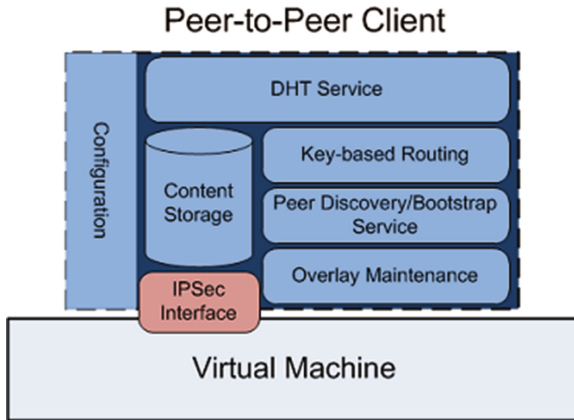 Peer-to-Peer Client
Configuration
DHT Service
Content
Storage
Key-based Routing
Peer Discovery/Bootstrap
Service
Overlay Maintenance
IPSec
Interface
Virtual Machine